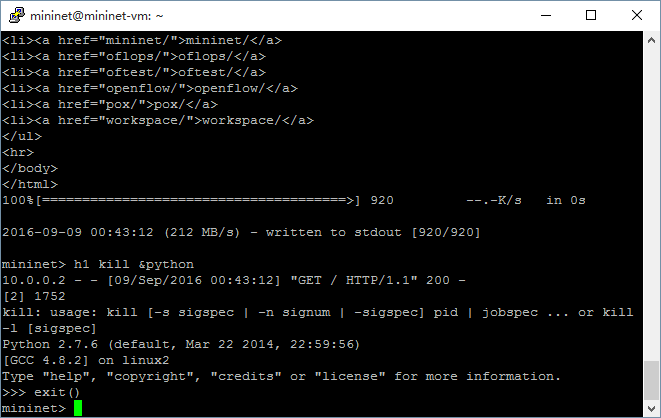 mininet@mininet-vm: ~
<li><a href="mininet/">mininet/</a>
<li><a href="oflops/">oflops/</a>
<li><a href="oftest/">oftest/</a>
<li><a href="openflow/">openflow/</a>
<li><a href="pox/">pox/</a>
<li><a href="workspace/">workspace/</a>
</ul>
<hr>
</body>
</html>
100%[======================================>] 920         --.-K/s   in 0s
2016-09-09 00:43:12 (212 MB/s) - written to stdout [920/920]
mininet> h1 kill &python
10.0.0.2 - - [09/Sep/2016 00:43:12] "GET / HTTP/1.1" 200 -
[2] 1752
kill: usage: kill [-s sigspec | -n signum | -sigspec] pid | jobspec ... or kill
-l [sigspec]
Python 2.7.6 (default, Mar 22 2014, 22:59:56)
[GCC 4.8.2] on linux2
Type "help", "copyright", "credits" or "license" for more information.
>>> exit()
mininet>